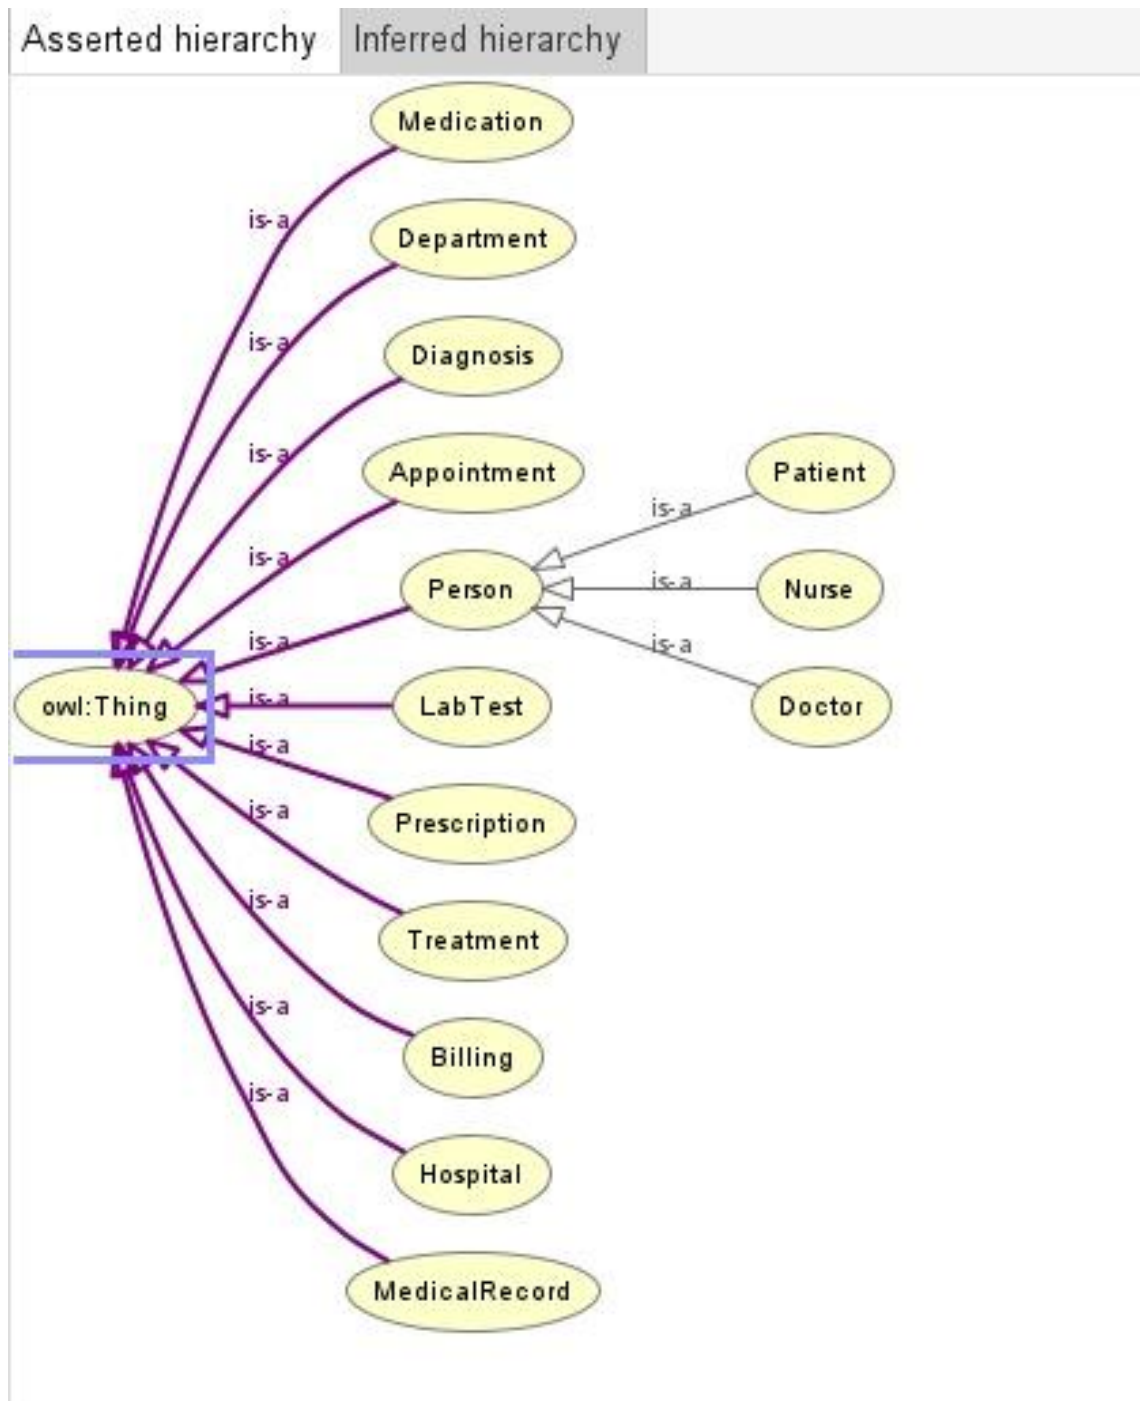 Asserted hierarchy
Inferred hierarchy
Medication
is-a
Department
is-a
Diagnosis
is-a
Appointment
Patient
is-a
is-a
Person
is-a
Nurse
is-a
is-a
owl:Thing
is-a
LabTest
Doctor
is-a
Prescription
is-a
Treatment
is-a
Billing
is-a
Hospital
is-a
MedicalRecord